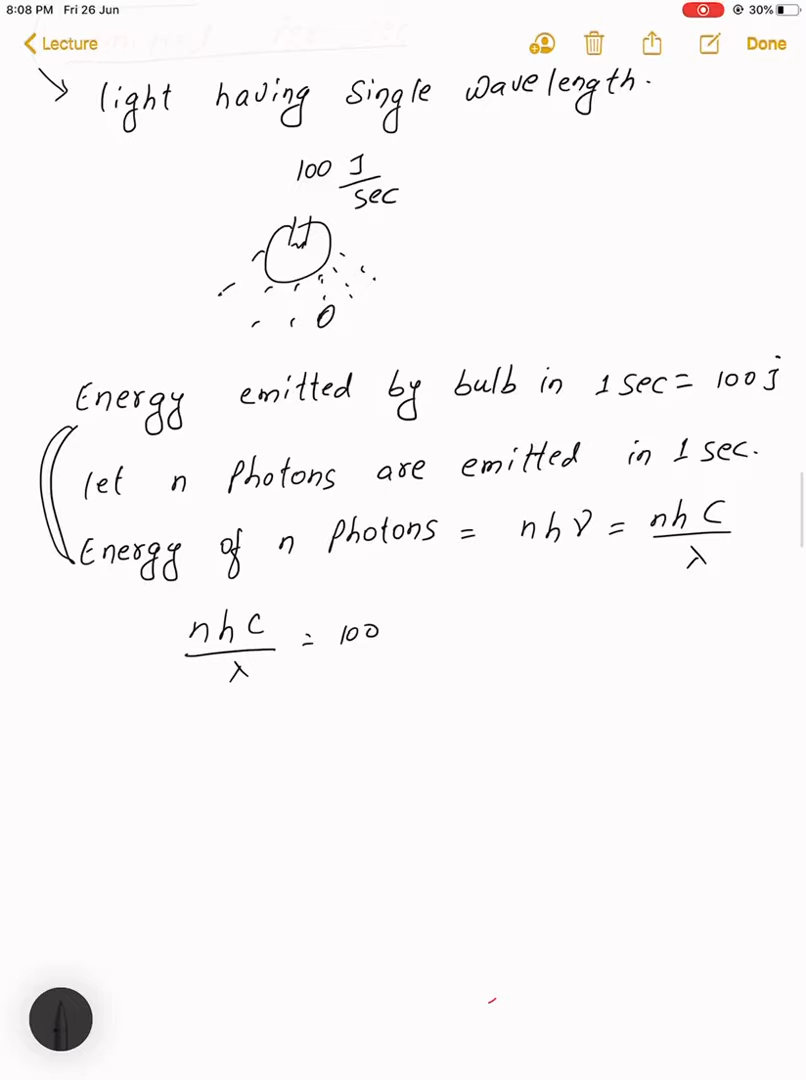 8:08 PM Fri 26 Jun 30%
Lecture Done
light having single wavelength.
100 J/sec
Energy emitted by bulb in 1 sec = 100 J
let n Photons are emitted in 1 sec.
Energy of n Photons = nhν = nhC/λ
nhC/λ = 100